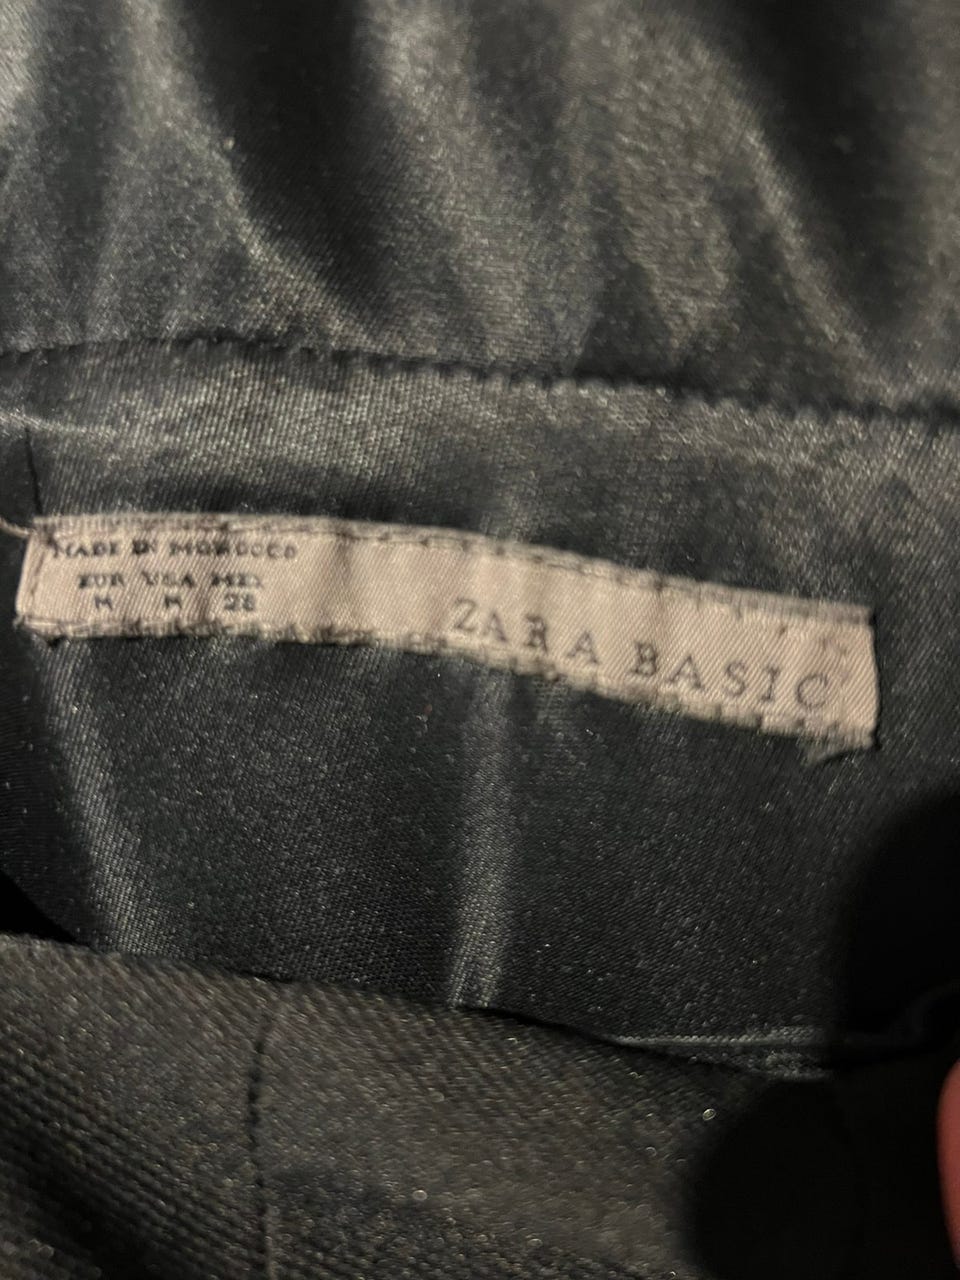 MADE IN MOROCCO
EUR USA MEX
M M 28
ZARA BASIC